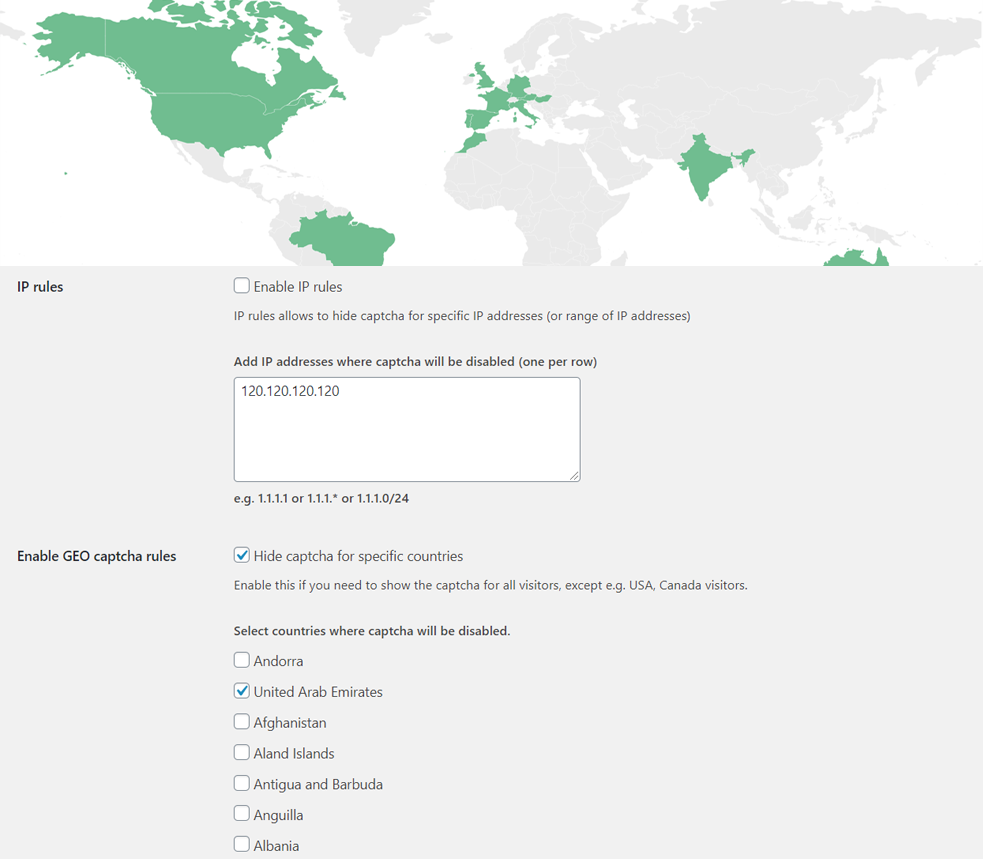 IP rules
Enable IP rules
IP rules allows to hide captcha for specific IP addresses (or range of IP addresses)
Add IP addresses where captcha will be disabled (one per row)
120.120.120.120
e.g. 1.1.1.1 or 1.1.1.* or 1.1.1.0/24
Enable GEO captcha rules
Hide captcha for specific countries
Enable this if you need to show the captcha for all visitors, except e.g. USA, Canada visitors.
Select countries where captcha will be disabled.
Andorra
United Arab Emirates
Afghanistan
Aland Islands
Antigua and Barbuda
Anguilla
Albania